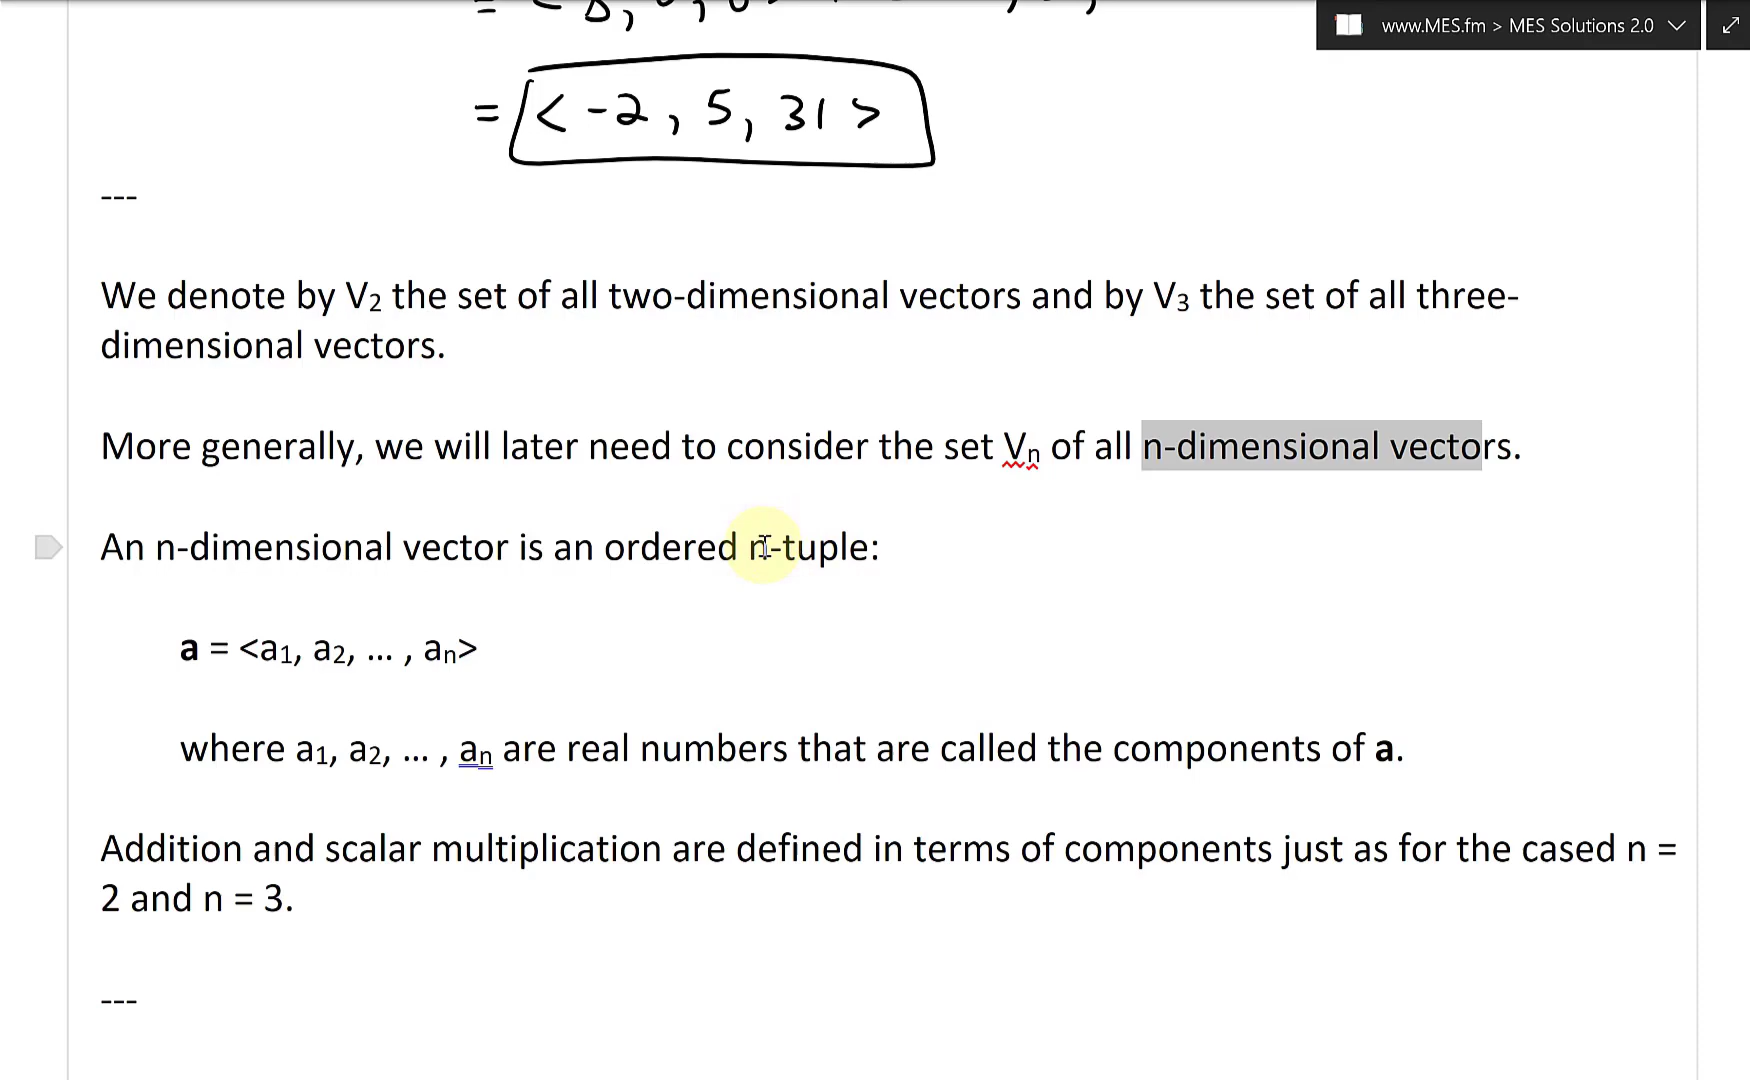 www.MES.fm > MES Solutions 2.0
= <-2, 5, 31>
---
We denote by V₂ the set of all two-dimensional vectors and by V₃ the set of all three-
dimensional vectors.
More generally, we will later need to consider the set Vₙ of all n-dimensional vectors.
An n-dimensional vector is an ordered n-tuple:
a = <a₁, a₂, ... , aₙ>
where a₁, a₂, ... , aₙ are real numbers that are called the components of a.
Addition and scalar multiplication are defined in terms of components just as for the cased n =
2 and n = 3.
---